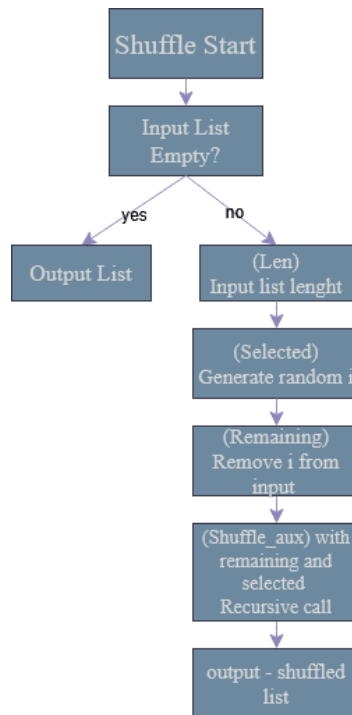 Shuffle Start
Input List
Empty?
yes
no
Output List
(Len)
Input list lenght
(Selected)
Generate random i
(Remaining)
Remove i from
input
(Shuffle_aux) with
remaining and
selected
Recursive call
output - shuffled
list